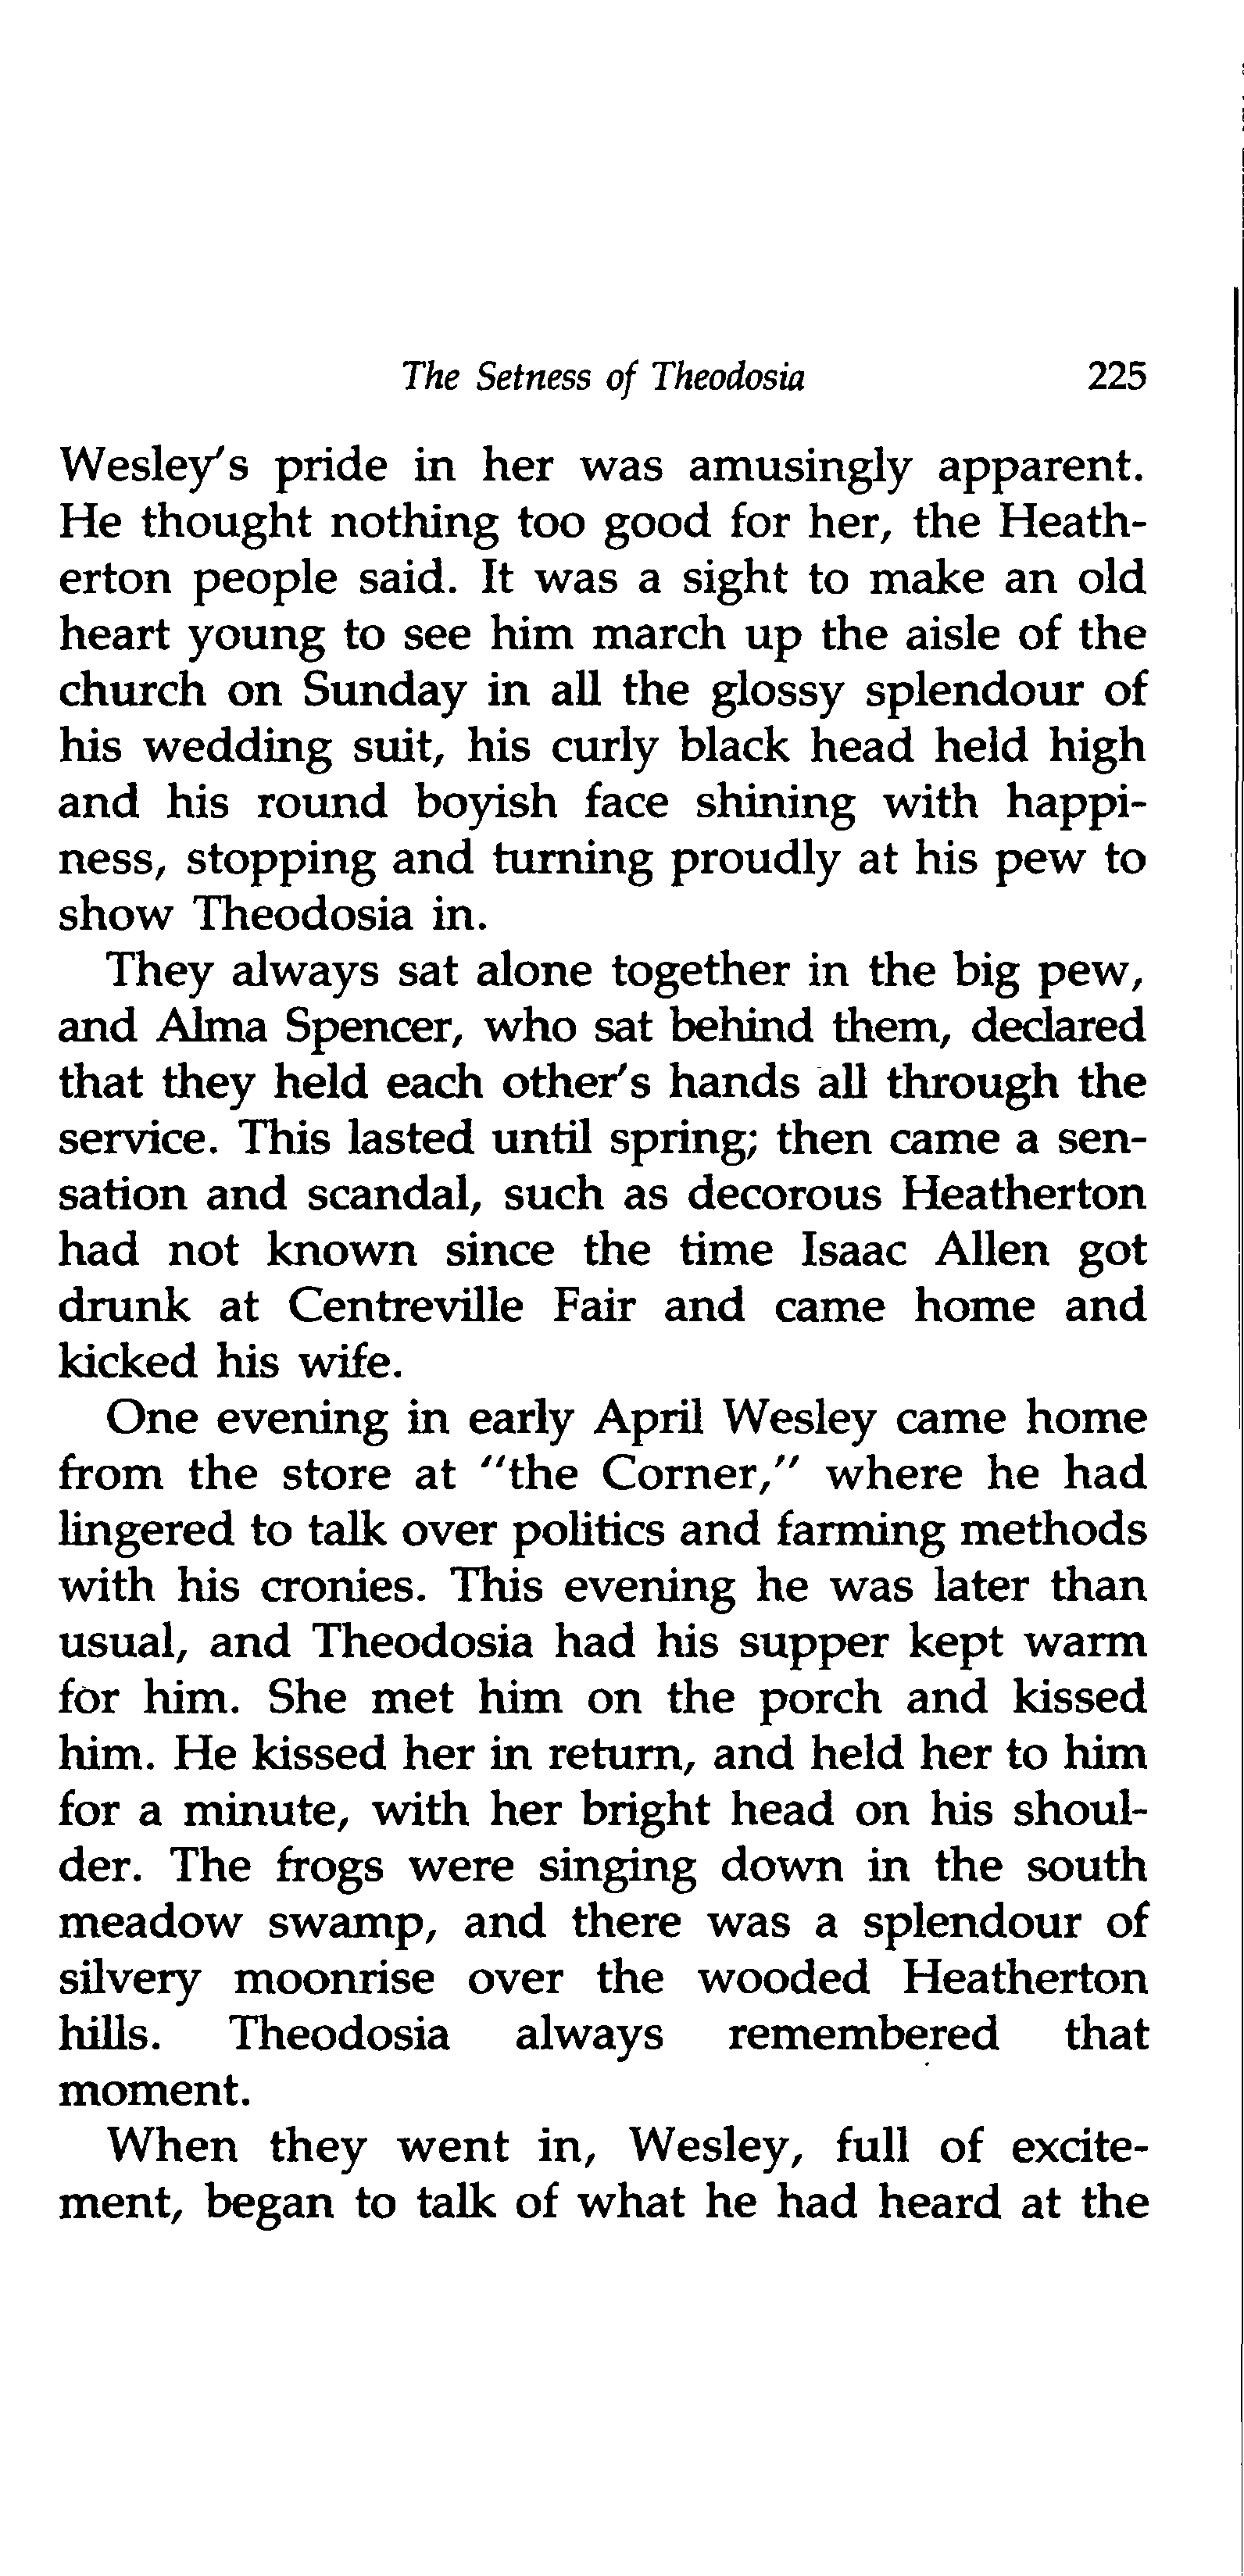 The Setness of Theodosia 225
Wesley's pride in her was amusingly apparent.
He thought nothing too good for her, the Heath-
erton people said. It was a sight to make an old
heart young to see him march up the aisle of the
church on Sunday in all the glossy splendour of
his wedding suit, his curly black head held high
and his round boyish face shining with happi-
ness, stopping and turning proudly at his pew to
show Theodosia in.
They always sat alone together in the big pew,
and Alma Spencer, who sat behind them, declared
that they held each other's hands all through the
service. This lasted until spring; then came a sen-
sation and scandal, such as decorous Heatherton
had not known since the time Isaac Allen got
drunk at Centreville Fair and came home and
kicked his wife.
One evening in early April Wesley came home
from the store at "the Corner," where he had
lingered to talk over politics and farming methods
with his cronies. This evening he was later than
usual, and Theodosia had his supper kept warm
for him. She met him on the porch and kissed
him. He kissed her in return, and held her to him
for a minute, with her bright head on his shoul-
der. The frogs were singing down in the south
meadow swamp, and there was a splendour of
silvery moonrise over the wooded Heatherton
hills. Theodosia always remembered that
moment.
When they went in, Wesley, full of excite-
ment, began to talk of what he had heard at the